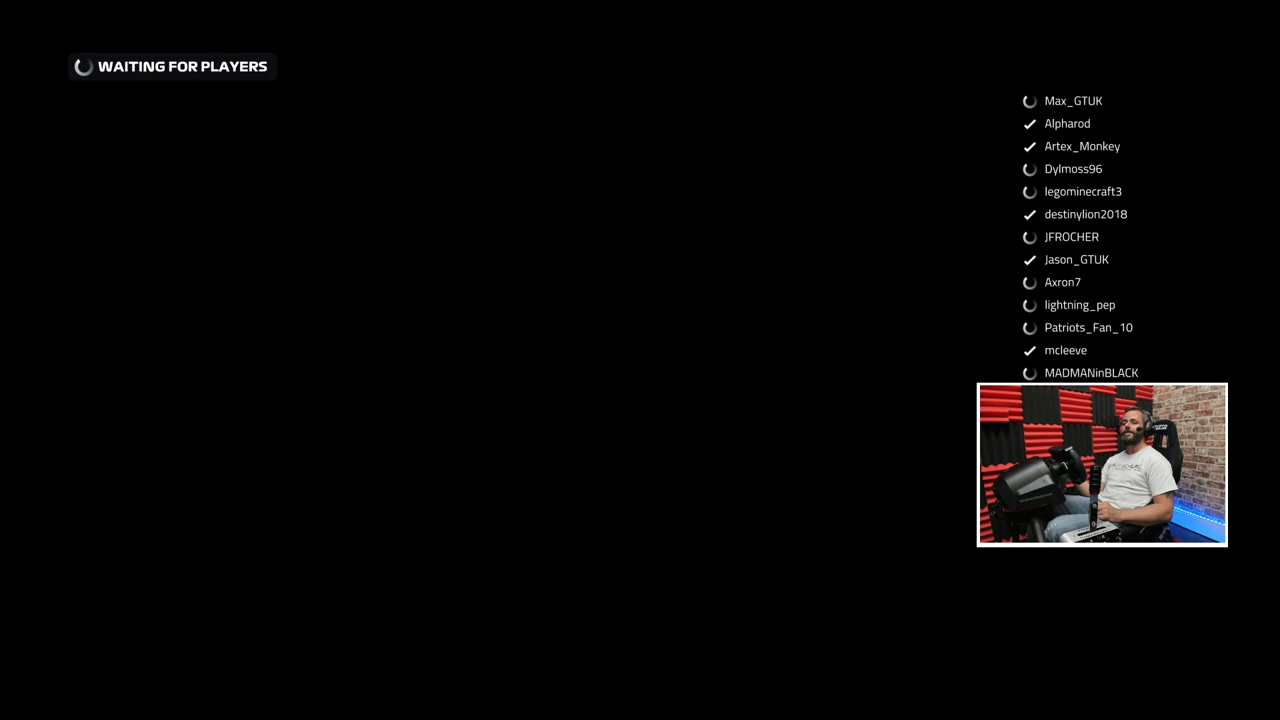 WAITING FOR PLAYERS
Max_GTUK
Alpharod
Artex_Monkey
Dylmoss96
legominecraft3
destinylion2018
JFROCHER
Jason_GTUK
Axron7
lightning_pep
Patriots_Fan_10
mcleeve
MADMANinBLACK